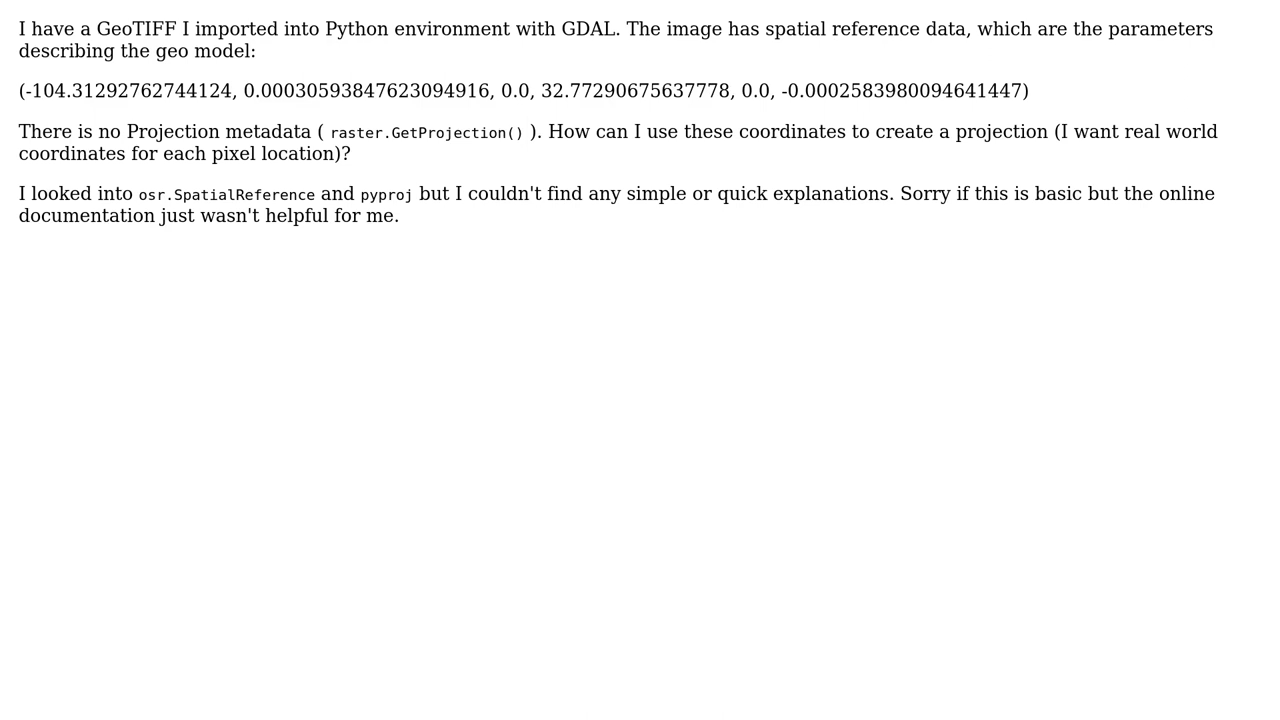 I have a GeoTIFF I imported into Python environment with GDAL. The image has spatial reference data, which are the parameters
describing the geo model:
(-104.31292762744124, 0.00030593847623094916, 0.0, 32.77290675637778, 0.0, -0.0002583980094641447)
There is no Projection metadata ( raster.GetProjection() ). How can I use these coordinates to create a projection (I want real world
coordinates for each pixel location)?
I looked into osr.SpatialReference and pyproj but I couldn't find any simple or quick explanations. Sorry if this is basic but the online
documentation just wasn't helpful for me.